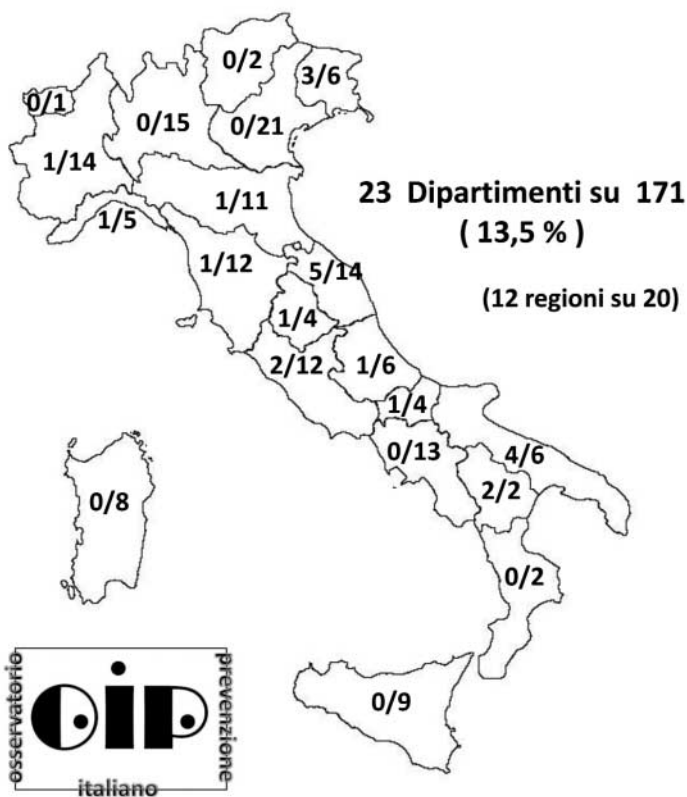 0/2
3/6
0/1
0/15
0/21
1/14
1/11
23 Dipartimenti su 171
( 13,5 % )
1/5
1/12
5/14
(12 regioni su 20)
1/4
2/12
1/6
1/4
0/13
4/6
2/2
0/8
0/2
0/9
osservatorio
oip
prevenzione
italiano